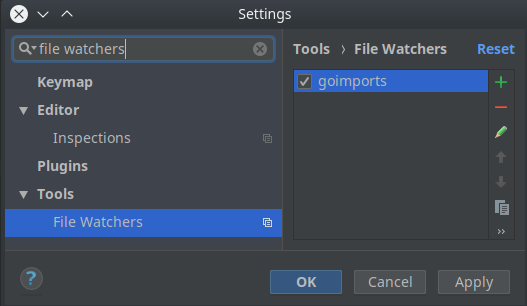 Settings
file watchers
Keymap
Editor
Inspections
Plugins
Tools
File Watchers
Tools › File Watchers Reset
goimports
?
OK Cancel Apply